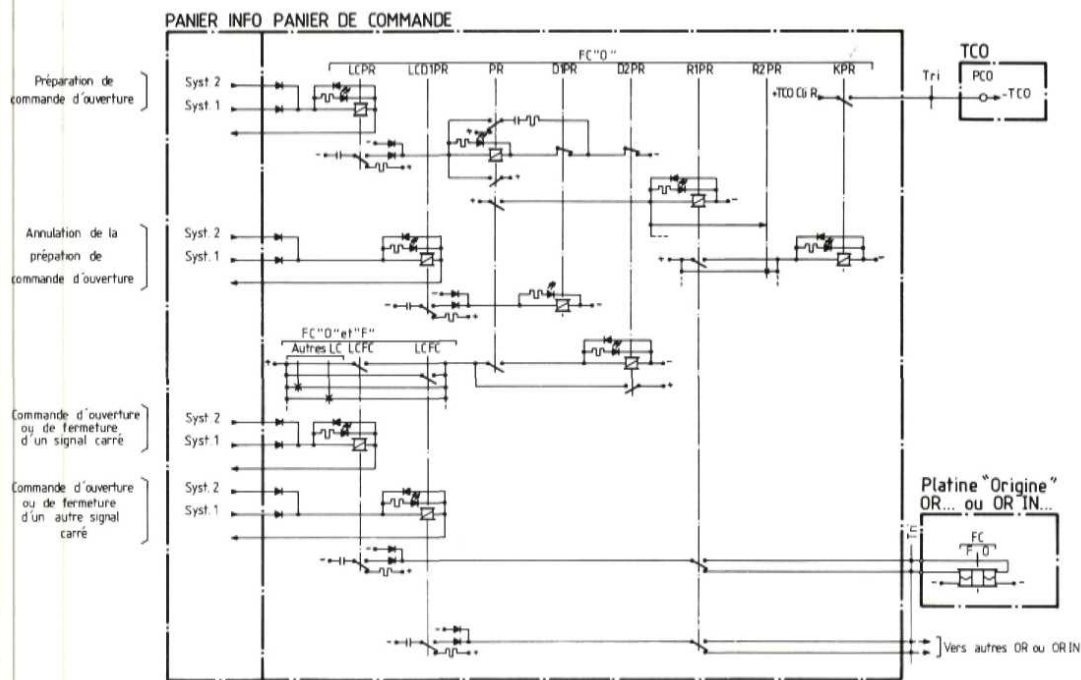 PANIER INFO PANIER DE COMMANDE
FC"O"
LCPR LCD1PR PR D1PR D2PR R1PR R2PR KPR
TCO
Tri
PCO
-TCO
+TCO Cli R
Préparation de
commande d'ouverture
Syst. 2
Syst. 1
Annulation de la
prépation de
commande d'ouverture
Syst. 2
Syst. 1
FC"O" et "F"
Autres LC LCFC LCFC
Commande d'ouverture
ou de fermeture
d'un signal carré
Syst. 2
Syst. 1
Commande d'ouverture
ou de fermeture
d'un autre signal
carré
Syst. 2
Syst. 1
Platine "Origine"
OR... ou OR IN...
FC
F O
Vers autres OR ou OR IN